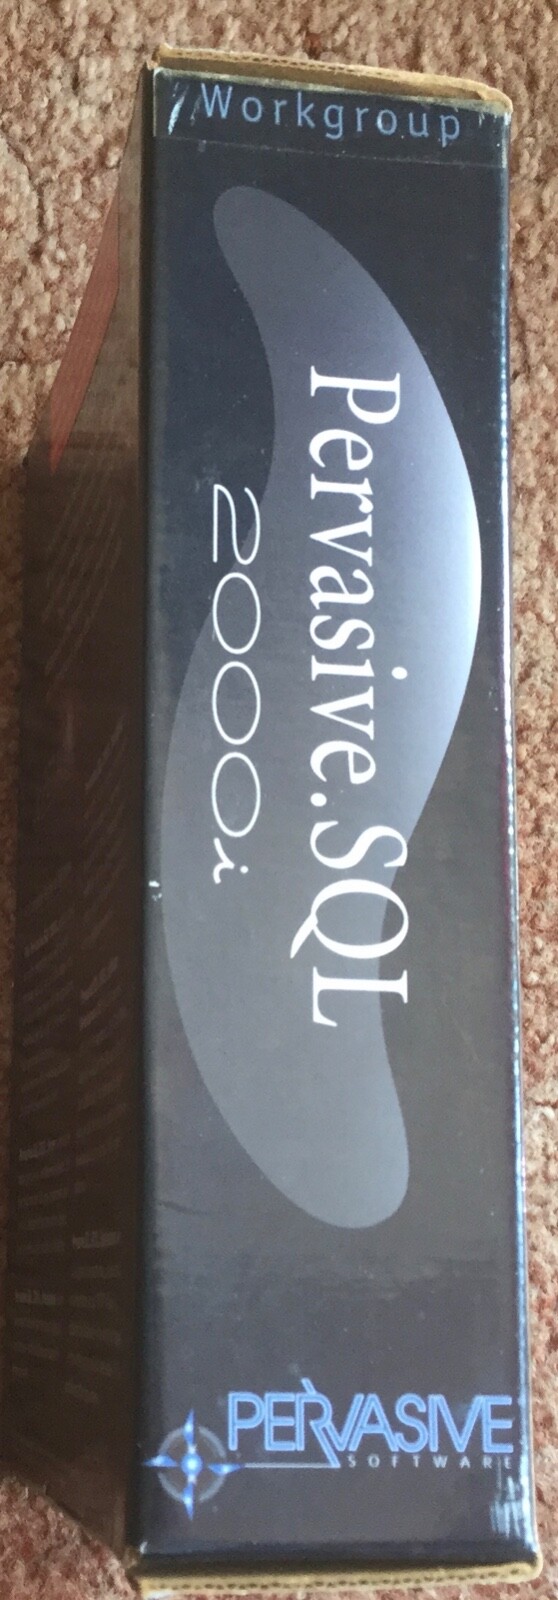 Workgroup
Pervasive.SQL
2000i
PERVASIVE
SOFTWARE